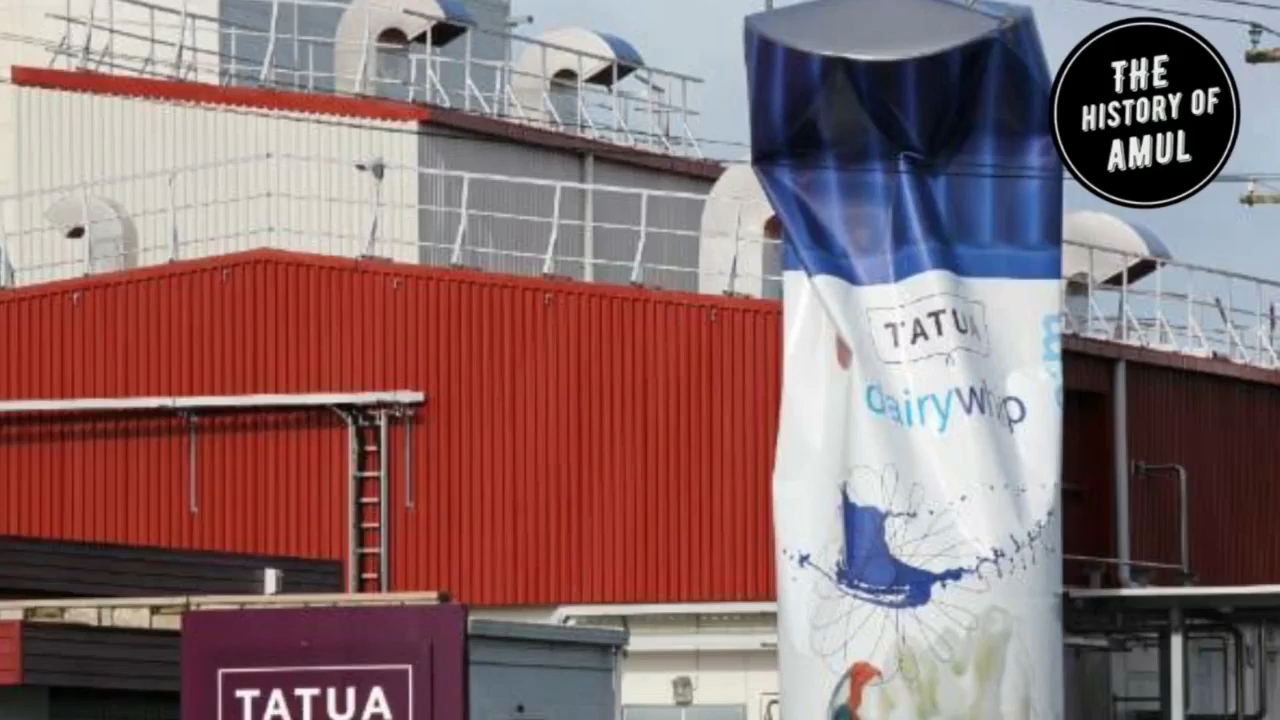 THE
HISTORY OF
AMUL
TATUA
dairywhip
TATUA